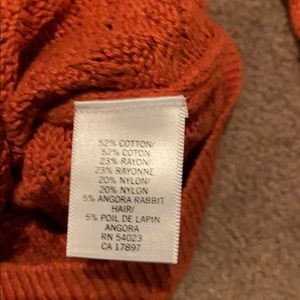 52% COTTON/
52% COTON
23% RAYON/
23% RAYONNE
20% NYLON/
20% NYLON
5% ANGORA RABBIT
HAIR/
5% POIL DE LAPIN
ANGORA
RN 54023
CA 17897